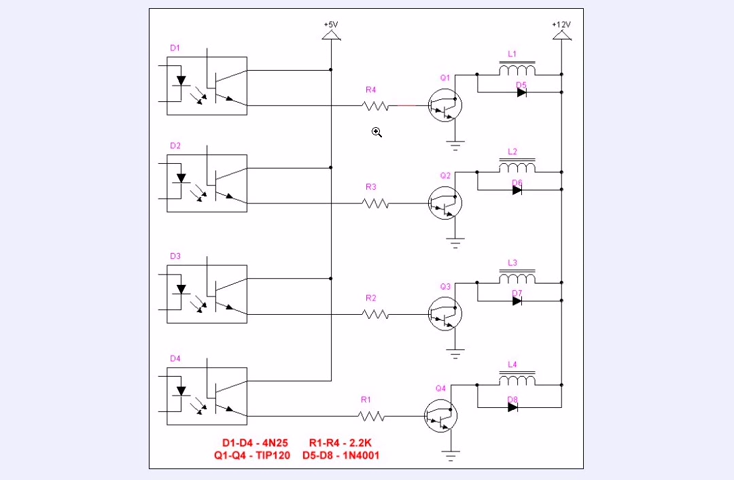 +5V +12V
D1 L1
Q1
R4 D5
D2 L2
Q2
R3 D6
D3 L3
Q3
R2 D7
D4 L4
Q4
R1 D8
D1-D4 - 4N25 R1-R4 - 2.2K
Q1-Q4 - TIP120 D5-D8 - 1N4001